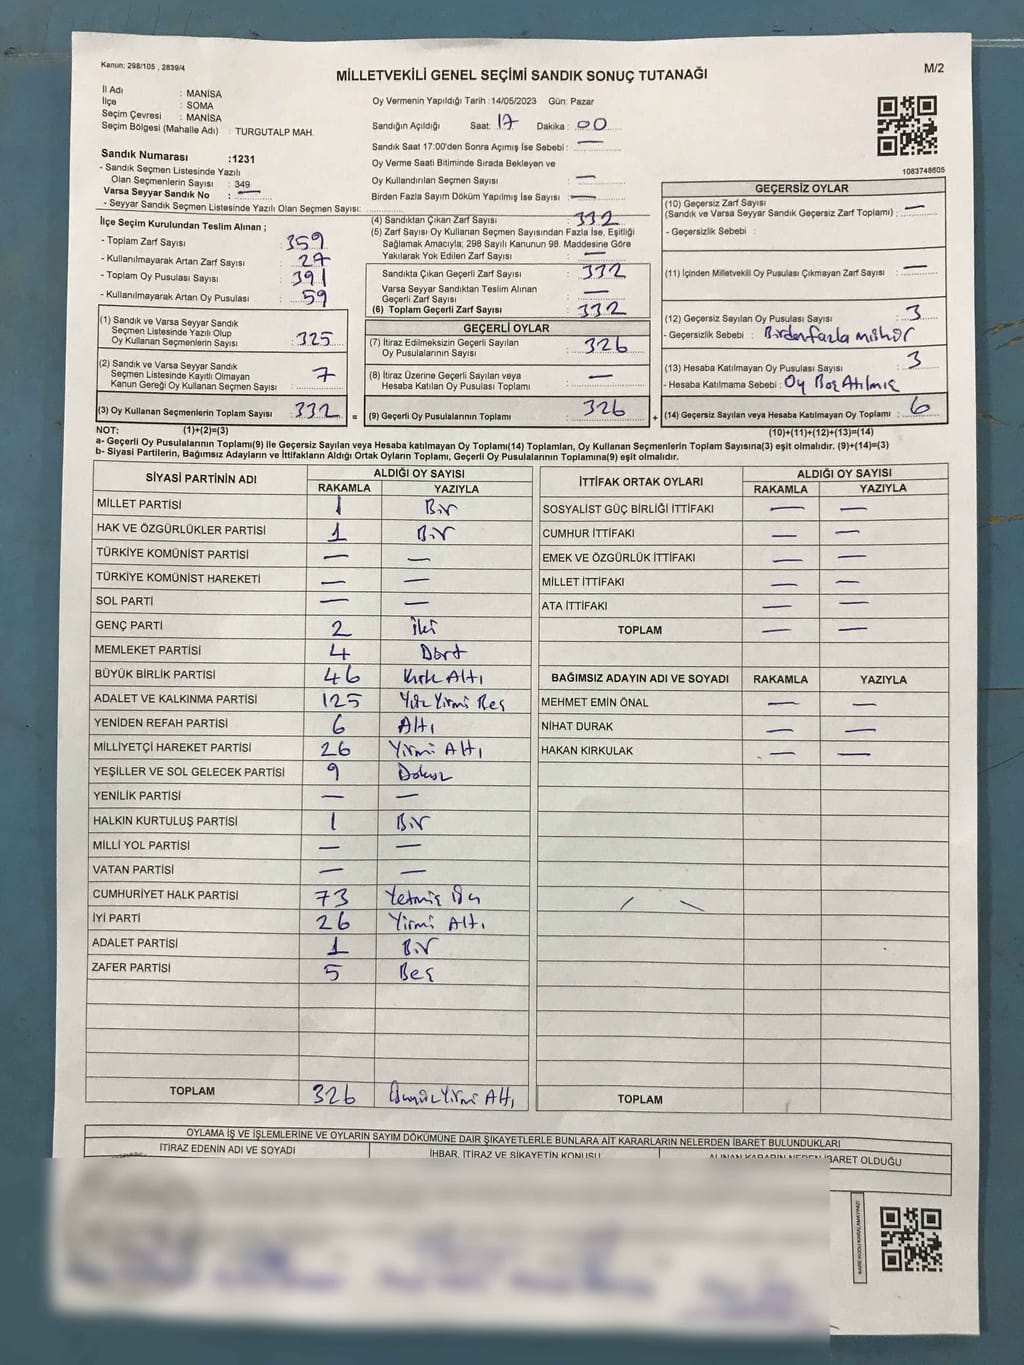 Kanun; 298/105 , 2839/4
MİLLETVEKİLİ GENEL SEÇİMİ SANDIK SONUÇ TUTANAĞI
M/2
İl Adı : MANİSA
İlçe : SOMA
Seçim Çevresi : MANİSA
Seçim Bölgesi (Mahalle Adı) : TURGUTALP MAH.
Sandık Numarası :1231
- Sandık Seçmen Listesinde Yazılı
Olan Seçmenlerin Sayısı : 349
Varsa Seyyar Sandık No : —
- Seyyar Sandık Listesinde Yazılı Olan Seçmen Sayısı:
Oy Vermenin Yapıldığı Tarih :14/05/2023 Gün: Pazar
Sandığın Açıldığı Saat: 17 Dakika : 00
Sandık Saat 17:00'den Sonra Açılmış İse Sebebi : —
Oy Verme Saati Bitiminde Sırada Bekleyen ve
Oy Kullandırılan Seçmen Sayısı : —
Birden Fazla Sayım Döküm Yapılmış İse Sayısı : —
1083748605
İlçe Seçim Kurulundan Teslim Alınan ;
- Toplam Zarf Sayısı : 359
- Kullanılmayarak Artan Zarf Sayısı : 27
- Toplam Oy Pusulası Sayısı : 391
- Kullanılmayarak Artan Oy Pusulası : 59
(1) Sandık ve Varsa Seyyar Sandık
Seçmen Listesinde Yazılı Olup
Oy Kullanan Seçmenlerin Sayısı : 325
(2) Sandık ve Varsa Seyyar Sandık
Seçmen Listesinde Kayıtlı Olmayan
Kanun Gereği Oy Kullanan Seçmen Sayısı : 7
(3) Oy Kullanan Seçmenlerin Toplam Sayısı : 332 =
(4) Sandıktan Çıkan Zarf Sayısı : 332
(5) Zarf Sayısı Oy Kullanan Seçmen Sayısından Fazla İse, Eşitliği
Sağlamak Amacıyla; 298 Sayılı Kanunun 98. Maddesine Göre
Yakılarak Yok Edilen Zarf Sayısı : —
Sandıkta Çıkan Geçerli Zarf Sayısı : 332
Varsa Seyyar Sandıktan Teslim Alınan
Geçerli Zarf Sayısı : —
(6) Toplam Geçerli Zarf Sayısı : 332
GEÇERLİ OYLAR
(7) İtiraz Edilmeksizin Geçerli Sayılan
Oy Pusulalarının Sayısı : 326
(8) İtiraz Üzerine Geçerli Sayılan veya
Hesaba Katılan Oy Pusulası Toplamı : —
(9) Geçerli Oy Pusulalarının Toplamı : 326 +
GEÇERSİZ OYLAR
(10) Geçersiz Zarf Sayısı
(Sandık ve Varsa Seyyar Sandık Geçersiz Zarf Toplamı) : —
- Geçersizlik Sebebi :
(11) İçinden Milletvekili Oy Pusulası Çıkmayan Zarf Sayısı : —
(12) Geçersiz Sayılan Oy Pusulası Sayısı : 3
- Geçersizlik Sebebi : Birden fazla mühür
(13) Hesaba Katılmayan Oy Pusulası Sayısı : 3
- Hesaba Katılmama Sebebi : Oy Boş Atılmış
(14) Geçersiz Sayılan veya Hesaba Katılmayan Oy Toplamı : 6
NOT: (1)+(2)=(3) (10)+(11)+(12)+(13)=(14)
a- Geçerli Oy Pusulalarının Toplamı(9) İle Geçersiz Sayılan veya Hesaba katılmayan Oy Toplamı(14) Toplamları, Oy Kullanan Seçmenlerin Toplam Sayısına(3) eşit olmalıdır. (9)+(14)=(3)
b- Siyasi Partilerin, Bağımsız Adayların ve İttifakların Aldığı Ortak Oyların Toplamı, Geçerli Oy Pusulalarının Toplamına(9) eşit olmalıdır.
SİYASİ PARTİNİN ADI ALDIĞI OY SAYISI
RAKAMLA YAZIYLA
MİLLET PARTİSİ 1 Bir
HAK VE ÖZGÜRLÜKLER PARTİSİ 1 Bir
TÜRKİYE KOMÜNİST PARTİSİ — —
TÜRKİYE KOMÜNİST HAREKETİ — —
SOL PARTİ — —
GENÇ PARTİ 2 İki
MEMLEKET PARTİSİ 4 Dört
BÜYÜK BİRLİK PARTİSİ 46 Kırk Altı
ADALET VE KALKINMA PARTİSİ 125 Yüz Yirmi Beş
YENİDEN REFAH PARTİSİ 6 Altı
MİLLİYETÇİ HAREKET PARTİSİ 26 Yirmi Altı
YEŞİLLER VE SOL GELECEK PARTİSİ 9 Dokuz
YENİLİK PARTİSİ — —
HALKIN KURTULUŞ PARTİSİ 1 Bir
MİLLİ YOL PARTİSİ — —
VATAN PARTİSİ — —
CUMHURİYET HALK PARTİSİ 73 Yetmiş Üç
İYİ PARTİ 26 Yirmi Altı
ADALET PARTİSİ 1 Bir
ZAFER PARTİSİ 5 Beş
TOPLAM 326 Üçyüz Yirmi Altı
İTTİFAK ORTAK OYLARI ALDIĞI OY SAYISI
RAKAMLA YAZIYLA
SOSYALİST GÜÇ BİRLİĞİ İTTİFAKI — —
CUMHUR İTTİFAKI — —
EMEK VE ÖZGÜRLÜK İTTİFAKI — —
MİLLET İTTİFAKI — —
ATA İTTİFAKI — —
TOPLAM — —
BAĞIMSIZ ADAYIN ADI VE SOYADI RAKAMLA YAZIYLA
MEHMET EMİN ÖNAL — —
NİHAT DURAK — —
HAKAN KIRKULAK — —
TOPLAM
OYLAMA İŞ VE İŞLEMLERİNE VE OYLARIN SAYIM DÖKÜMÜNE DAİR ŞİKAYETLERLE BUNLARA AİT KARARLARIN NELERDEN İBARET BULUNDUKLARI
İTİRAZ EDENİN ADI VE SOYADI
İHBAR, İTİRAZ VE ŞİKAYETİN KONUSU
ALINAN KARARIN NEDEN İBARET OLDUĞU
KARE KODU KARALAMAYINIZ!